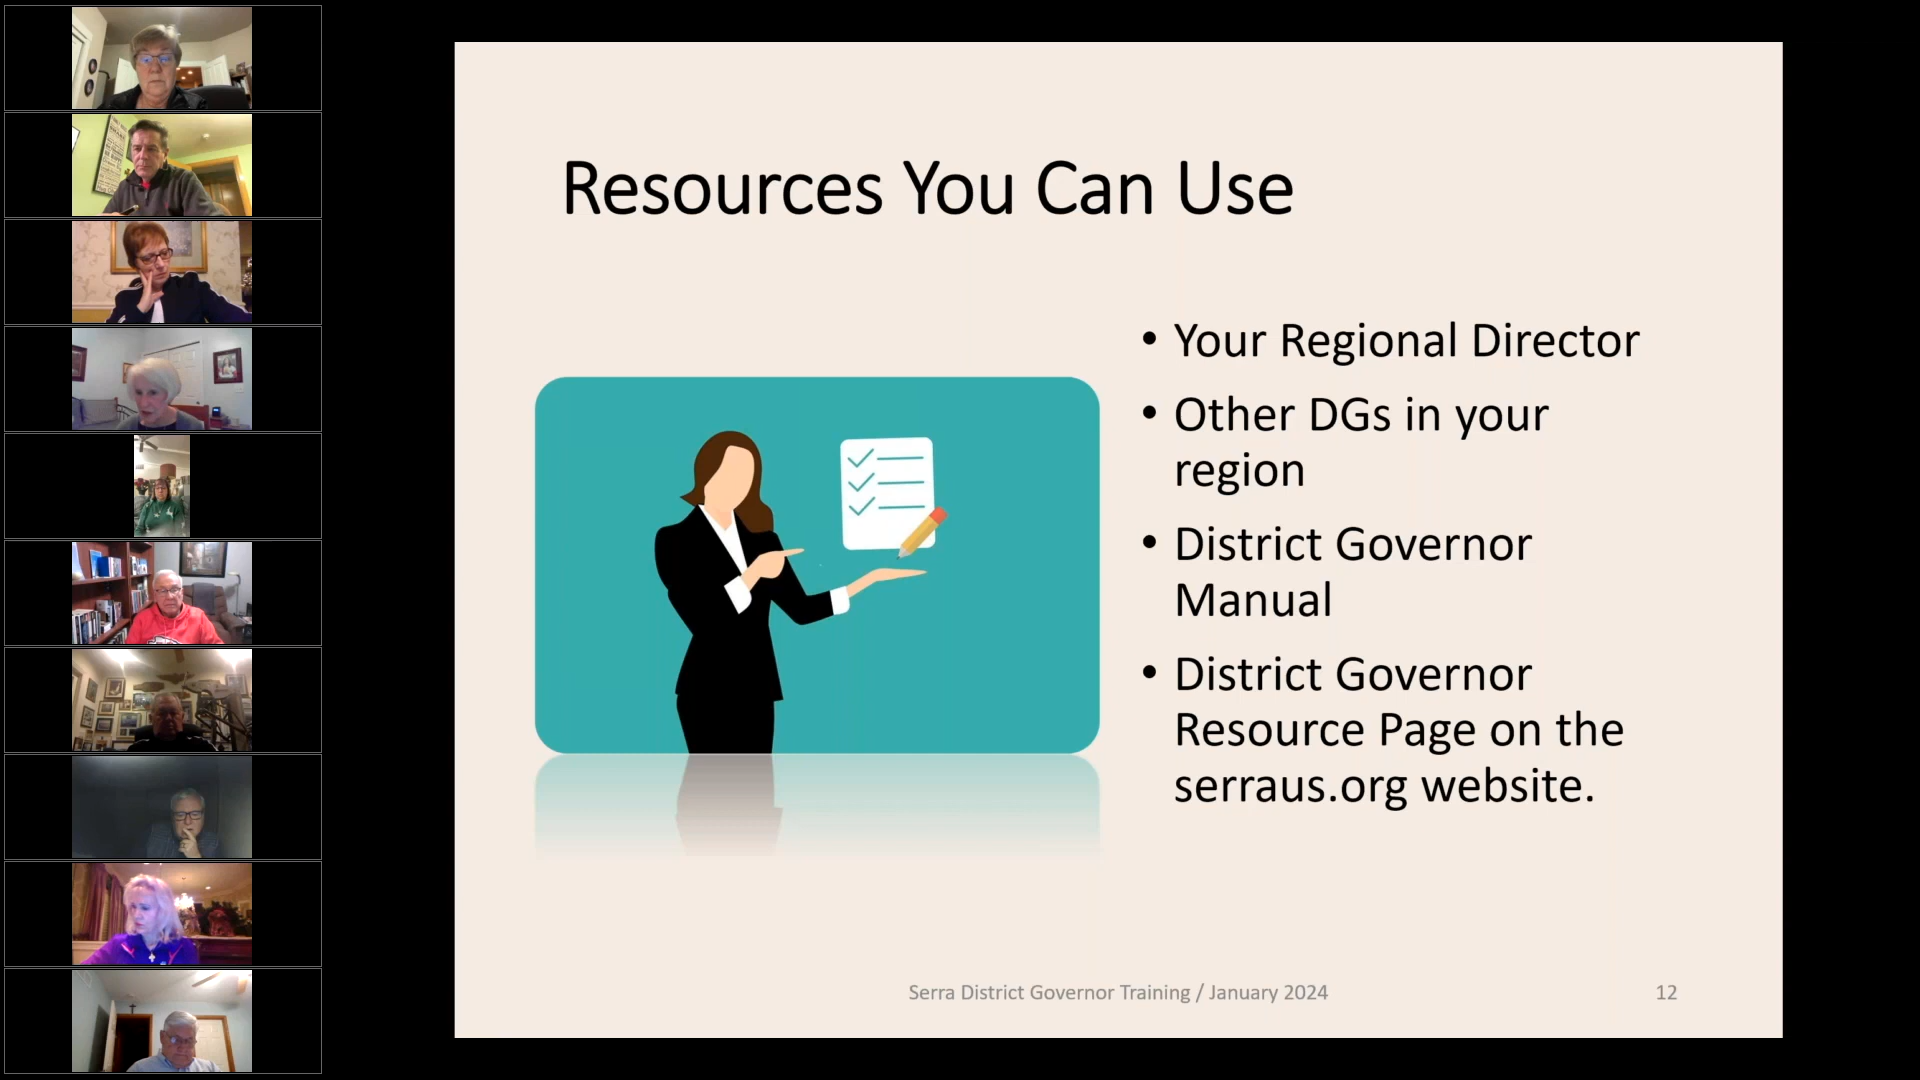 Resources You Can Use
• Your Regional Director
• Other DGs in your
region
• District Governor
Manual
• District Governor
Resource Page on the
serraus.org website.
Serra District Governor Training / January 2024
12